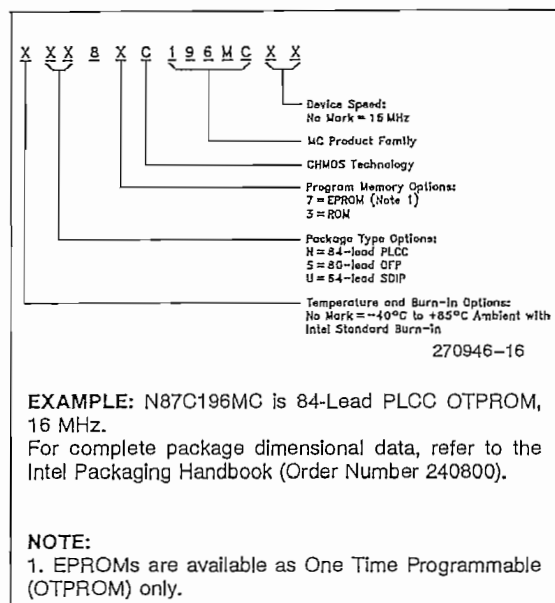 X XX 8 X C 196MC XX
Device Speed:
No Mark = 16 MHz
MC Product Family
CHMOS Technology
Program Memory Options:
7 = EPROM (Note 1)
3 = ROM
Package Type Options:
N = 84-lead PLCC
S = 80-lead QFP
U = 64-lead SDIP
Temperature and Burn-In Options:
No Mark = −40°C to +85°C Ambient with
Intel Standard Burn-in
270946–16
EXAMPLE: N87C196MC is 84-Lead PLCC OTPROM,
16 MHz.
For complete package dimensional data, refer to the
Intel Packaging Handbook (Order Number 240800).
NOTE:
1. EPROMs are available as One Time Programmable
(OTPROM) only.